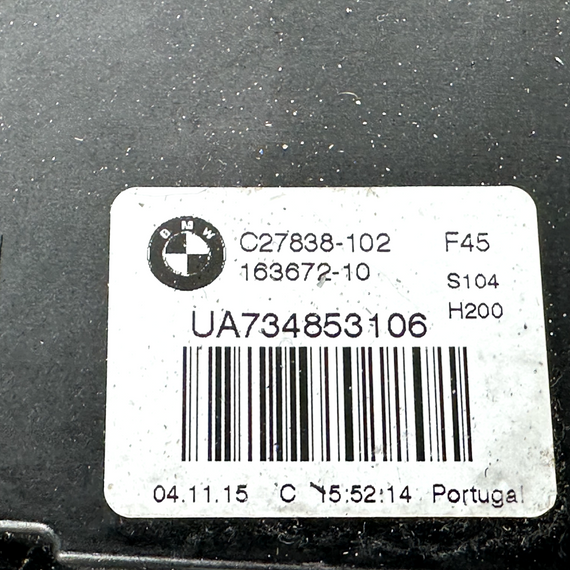 BMW
C27838-102 F45
163672-10 S104
H200
UA734853106
04.11.15 C 15:52:14 Portugal